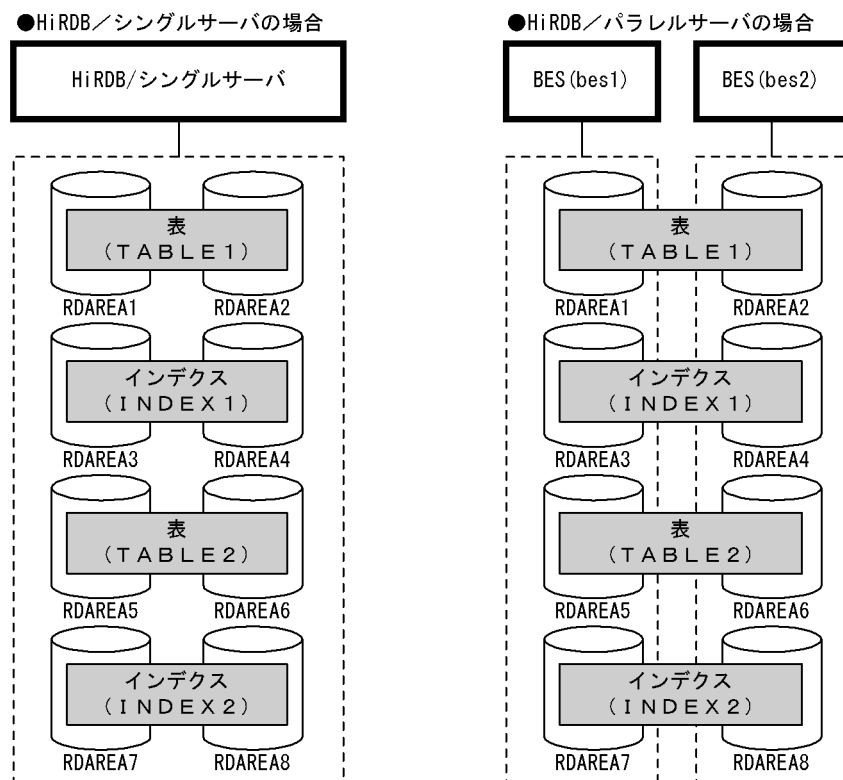 ●HiRDB／シングルサーバの場合
HiRDB/シングルサーバ
表
（ＴＡＢＬＥ１）
RDAREA1 RDAREA2
インデクス
（ＩＮＤＥＸ１）
RDAREA3 RDAREA4
表
（ＴＡＢＬＥ２）
RDAREA5 RDAREA6
インデクス
（ＩＮＤＥＸ２）
RDAREA7 RDAREA8
●HiRDB／パラレルサーバの場合
BES(bes1) BES(bes2)
表
（ＴＡＢＬＥ１）
RDAREA1 RDAREA2
インデクス
（ＩＮＤＥＸ１）
RDAREA3 RDAREA4
表
（ＴＡＢＬＥ２）
RDAREA5 RDAREA6
インデクス
（ＩＮＤＥＸ２）
RDAREA7 RDAREA8